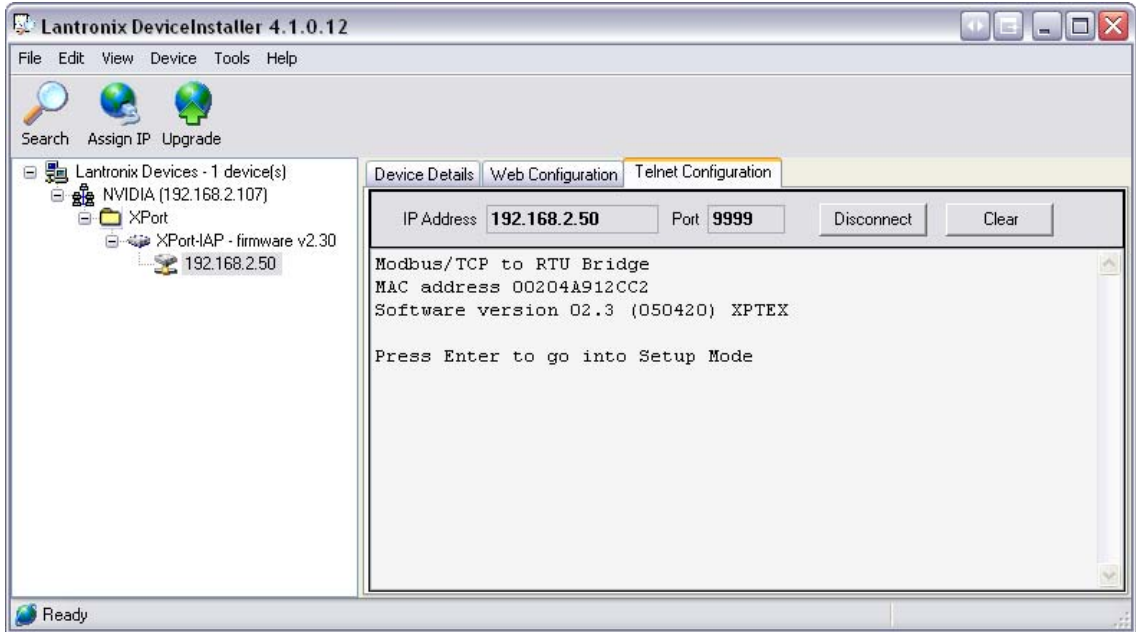 Lantronix DeviceInstaller 4.1.0.12
File Edit View Device Tools Help
Search Assign IP Upgrade
Lantronix Devices - 1 device(s)
NVIDIA (192.168.2.107)
XPort
XPort-IAP - firmware v2.30
192.168.2.50
Device Details Web Configuration Telnet Configuration
IP Address 192.168.2.50 Port 9999 Disconnect Clear
Modbus/TCP to RTU Bridge
MAC address 00204A912CC2
Software version 02.3 (050420) XPTEX
Press Enter to go into Setup Mode
Ready